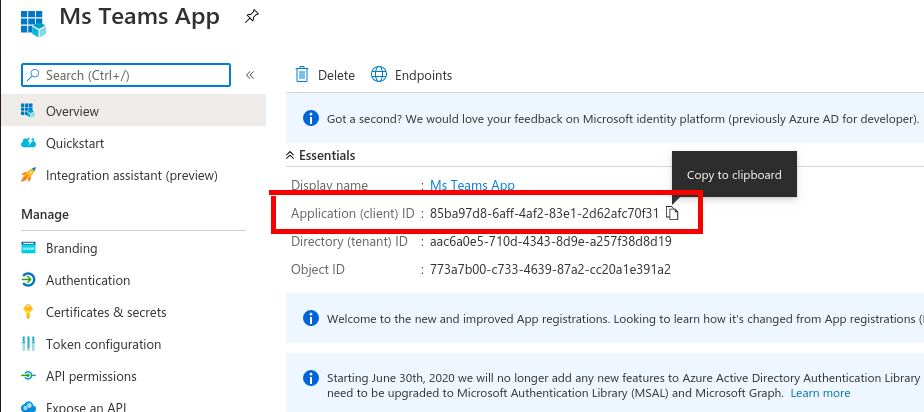 Ms Teams App
Search (Ctrl+/)
«
Delete
Endpoints
Overview
Quickstart
Integration assistant (preview)
Manage
Branding
Authentication
Certificates & secrets
Token configuration
API permissions
Expose an API
Got a second? We would love your feedback on Microsoft identity platform (previously Azure AD for developer).
Essentials
Copy to clipboard
Display name : Ms Teams App
Application (client) ID : 85ba97d8-6aff-4af2-83e1-2d62afc70f31
Directory (tenant) ID : aac6a0e5-710d-4343-8d9e-a257f38d8d19
Object ID : 773a7b00-c733-4639-87a2-cc20a1e391a2
Welcome to the new and improved App registrations. Looking to learn how it's changed from App registrations (
Starting June 30th, 2020 we will no longer add any new features to Azure Active Directory Authentication Library
need to be upgraded to Microsoft Authentication Library (MSAL) and Microsoft Graph. Learn more